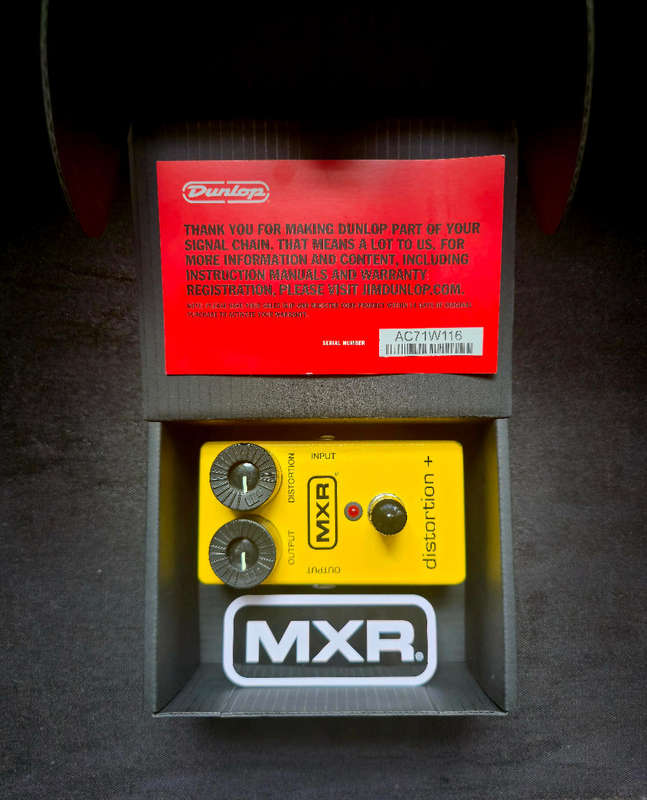 Dunlop
THANK YOU FOR MAKING DUNLOP PART OF YOUR
SIGNAL CHAIN. THAT MEANS A LOT TO US. FOR
MORE INFORMATION AND CONTENT, INCLUDING
INSTRUCTION MANUALS AND WARRANTY
REGISTRATION, PLEASE VISIT JIMDUNLOP.COM.
SERIAL NUMBER
AC71W116
INPUT
DISTORTION
MXR
distortion +
OUTPUT
OUTPUT
MXR®